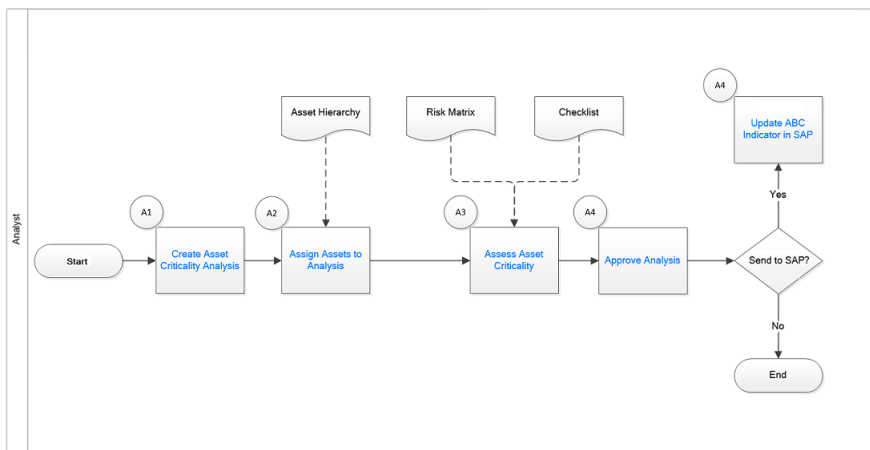 Analyst
Start
A1
Create Asset
Criticality Analysis
A2
Assign Assets to
Analysis
Asset Hierarchy
Risk Matrix
Checklist
A3
Assess Asset
Criticality
A4
Approve Analysis
Send to SAP?
Yes
A4
Update ABC
Indicator in SAP
No
End